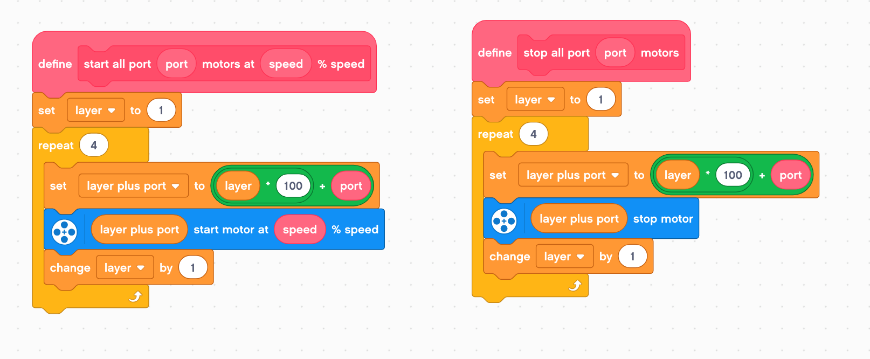 define start all port port motors at speed % speed
set layer to 1
repeat 4
set layer plus port to layer * 100 + port
layer plus port start motor at speed % speed
change layer by 1
define stop all port port motors
set layer to 1
repeat 4
set layer plus port to layer * 100 + port
layer plus port stop motor
change layer by 1